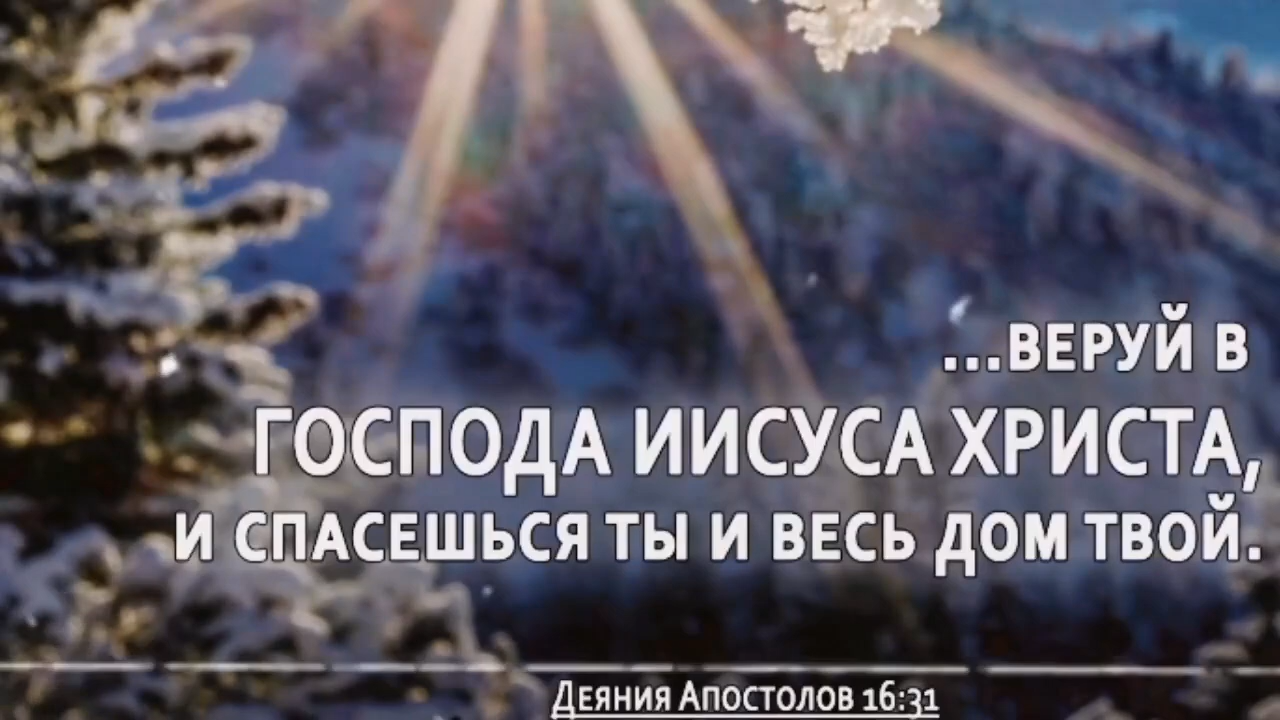 ...ВЕРУЙ В
ГОСПОДА ИИСУСА ХРИСТА,
И СПАСЕШЬСЯ ТЫ И ВЕСЬ ДОМ ТВОЙ.
Деяния Апостолов 16:31